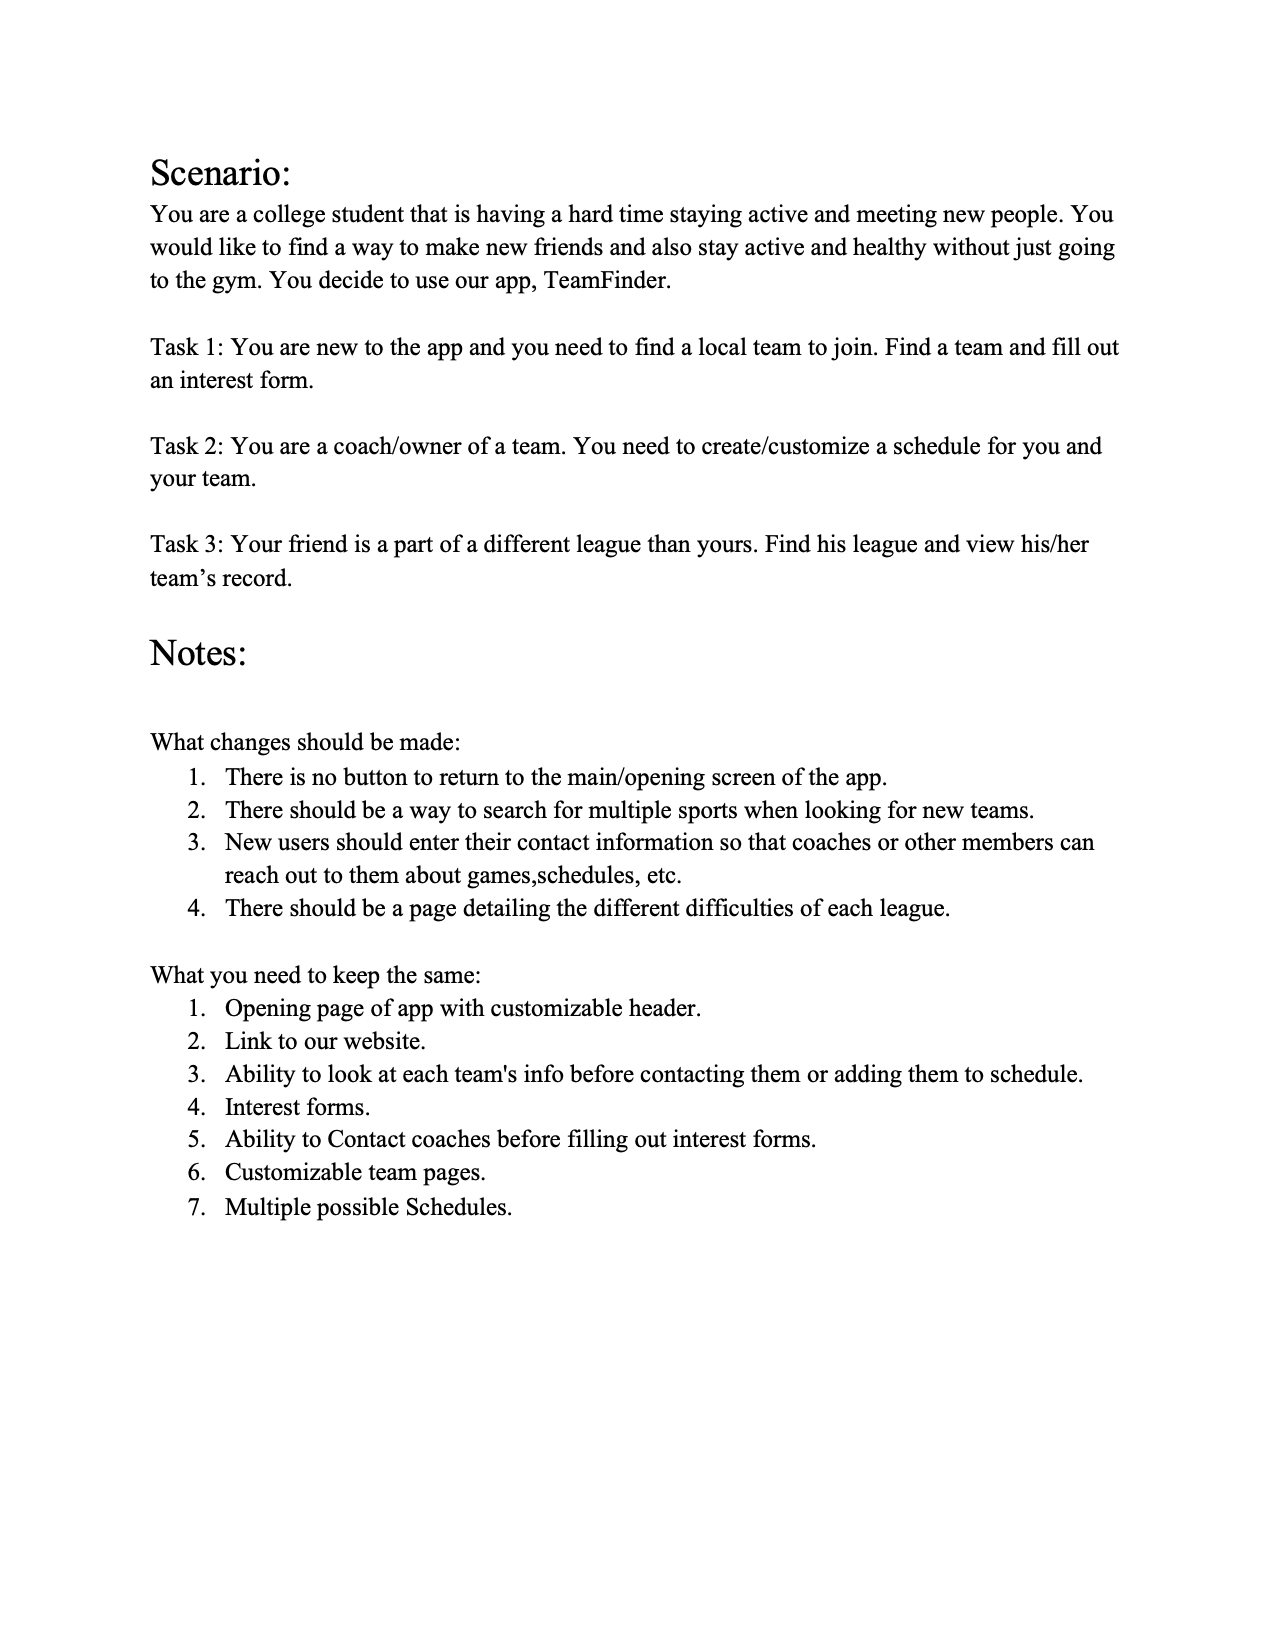 Scenario:
You are a college student that is having a hard time staying active and meeting new people. You
would like to find a way to make new friends and also stay active and healthy without just going
to the gym. You decide to use our app, TeamFinder.
Task 1: You are new to the app and you need to find a local team to join. Find a team and fill out
an interest form.
Task 2: You are a coach/owner of a team. You need to create/customize a schedule for you and
your team.
Task 3: Your friend is a part of a different league than yours. Find his league and view his/her
team’s record.
Notes:
What changes should be made:
1. There is no button to return to the main/opening screen of the app.
2. There should be a way to search for multiple sports when looking for new teams.
3. New users should enter their contact information so that coaches or other members can
reach out to them about games,schedules, etc.
4. There should be a page detailing the different difficulties of each league.
What you need to keep the same:
1. Opening page of app with customizable header.
2. Link to our website.
3. Ability to look at each team's info before contacting them or adding them to schedule.
4. Interest forms.
5. Ability to Contact coaches before filling out interest forms.
6. Customizable team pages.
7. Multiple possible Schedules.